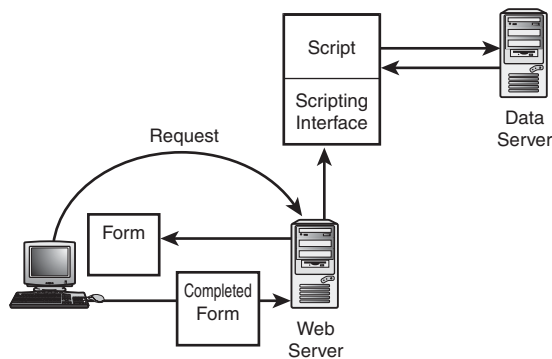 Script
Scripting
Interface
Data
Server
Request
Form
Completed
Form
Web
Server